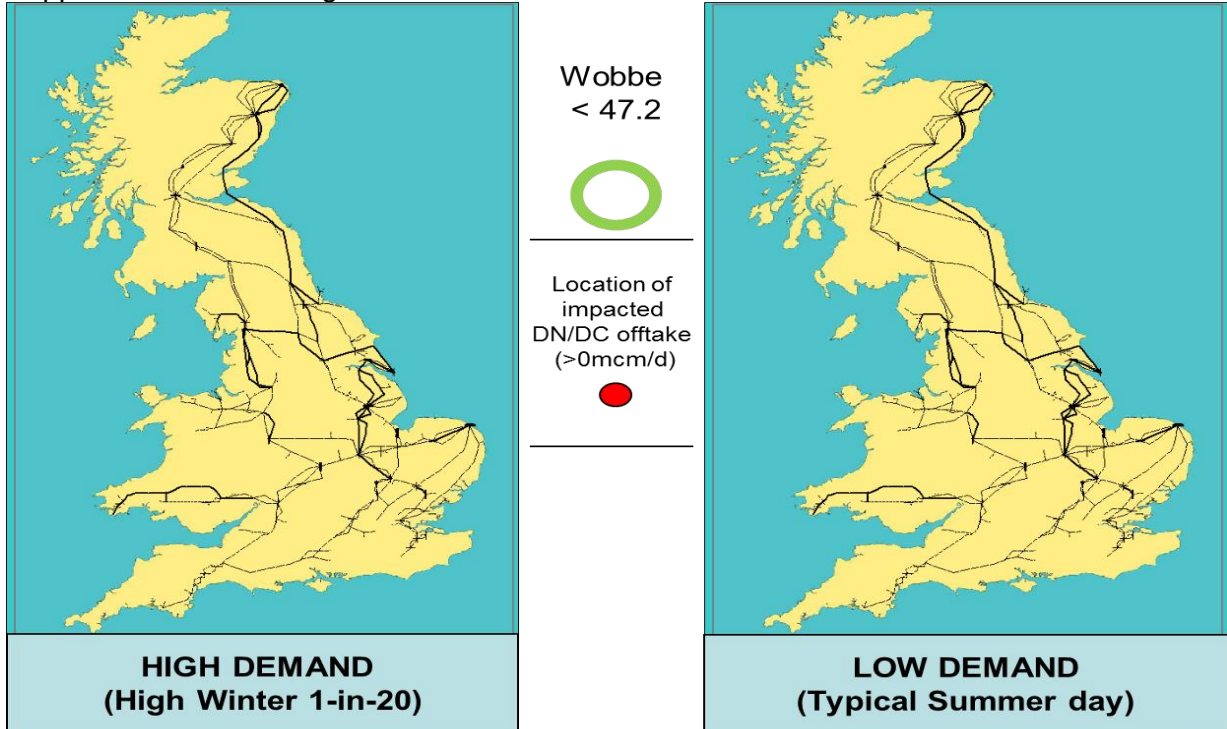 Wobbe
< 47.2
Location of
impacted
DN/DC offtake
(>0mcm/d)
HIGH DEMAND
(High Winter 1-in-20)
LOW DEMAND
(Typical Summer day)